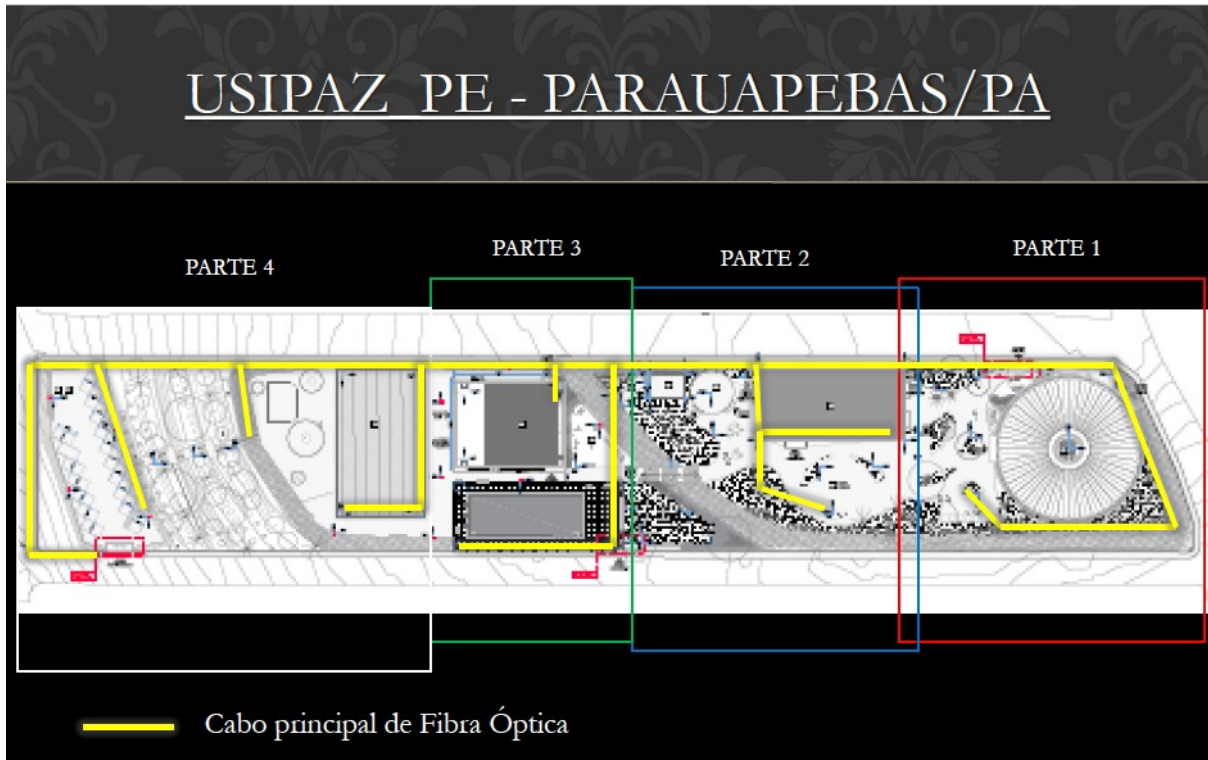 USIPAZ PE - PARAUAPEBAS/PA
PARTE 4
PARTE 3
PARTE 2
PARTE 1
Cabo principal de Fibra Óptica